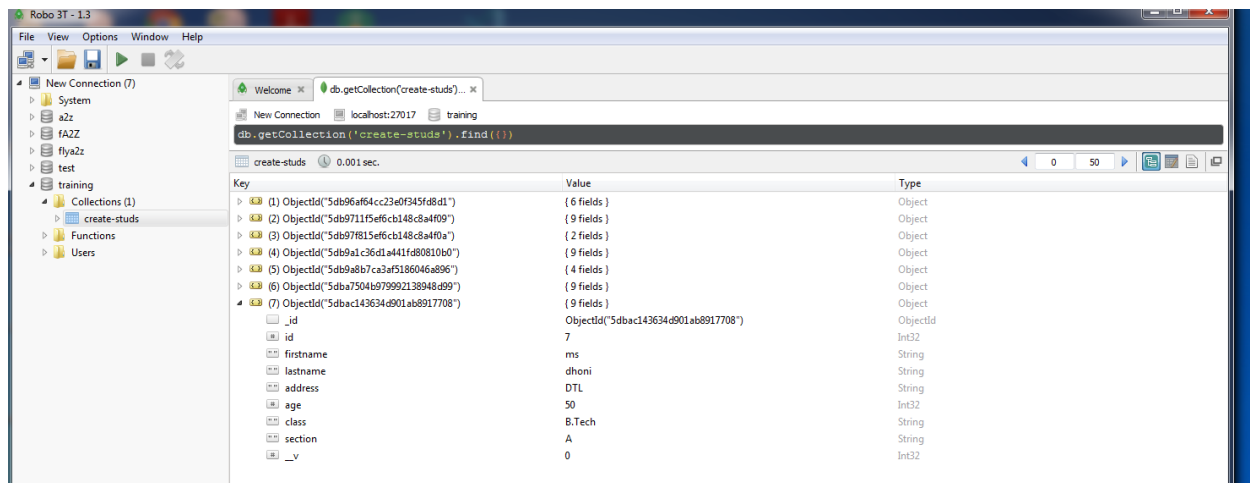 Robo 3T - 1.3
File View Options Window Help
New Connection (7)
System
a2z
fA2Z
flya2z
test
training
Collections (1)
create-studs
Functions
Users
Welcome db.getCollection('create-studs')...
New Connection localhost:27017 training
db.getCollection('create-studs').find({})
create-studs 0.001 sec. 0 50
Key Value Type
(1) ObjectId("5db96af64cc23e0f345fd8d1") { 6 fields } Object
(2) ObjectId("5db9711f5ef6cb148c8a4f09") { 9 fields } Object
(3) ObjectId("5db97f815ef6cb148c8a4f0a") { 2 fields } Object
(4) ObjectId("5db9a1c36d1a441fd80810b0") { 9 fields } Object
(5) ObjectId("5db9a8b7ca3af5186046a896") { 4 fields } Object
(6) ObjectId("5dba7504b979992138948d99") { 9 fields } Object
(7) ObjectId("5dbac143634d901ab8917708") { 9 fields } Object
_id ObjectId("5dbac143634d901ab8917708") ObjectId
id 7 Int32
firstname ms String
lastname dhoni String
address DTL String
age 50 Int32
class B.Tech String
section A String
__v 0 Int32